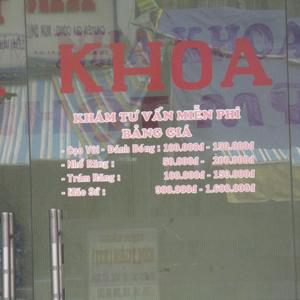 KHOA
KHÁM TƯ VẤN MIỄN PHÍ
BẢNG GIÁ
- Cạo Vôi - Đánh Bóng : 100.000đ - 150.000đ
- Nhổ Răng : 50.000đ - 200.000đ
- Trám Răng : 100.000đ - 150.000đ
- Răng Sứ : 900.000đ - 1.600.000đ